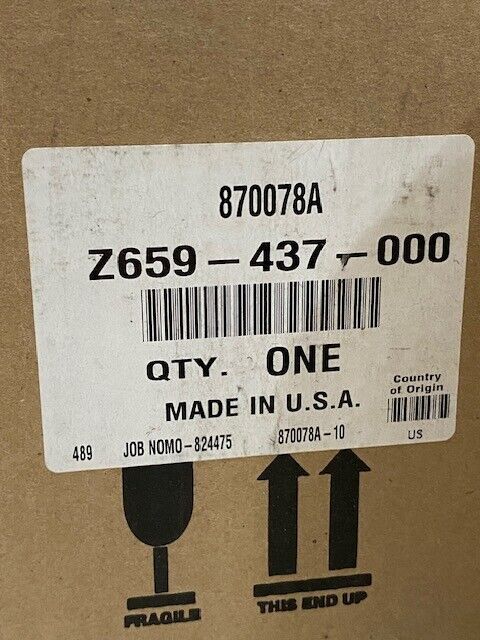 870078A
Z659-437-000
QTY. ONE
MADE IN U.S.A.
Country
of Origin
489 JOB NOMO-824475 870078A-10 US
FRAGILE
THIS END UP